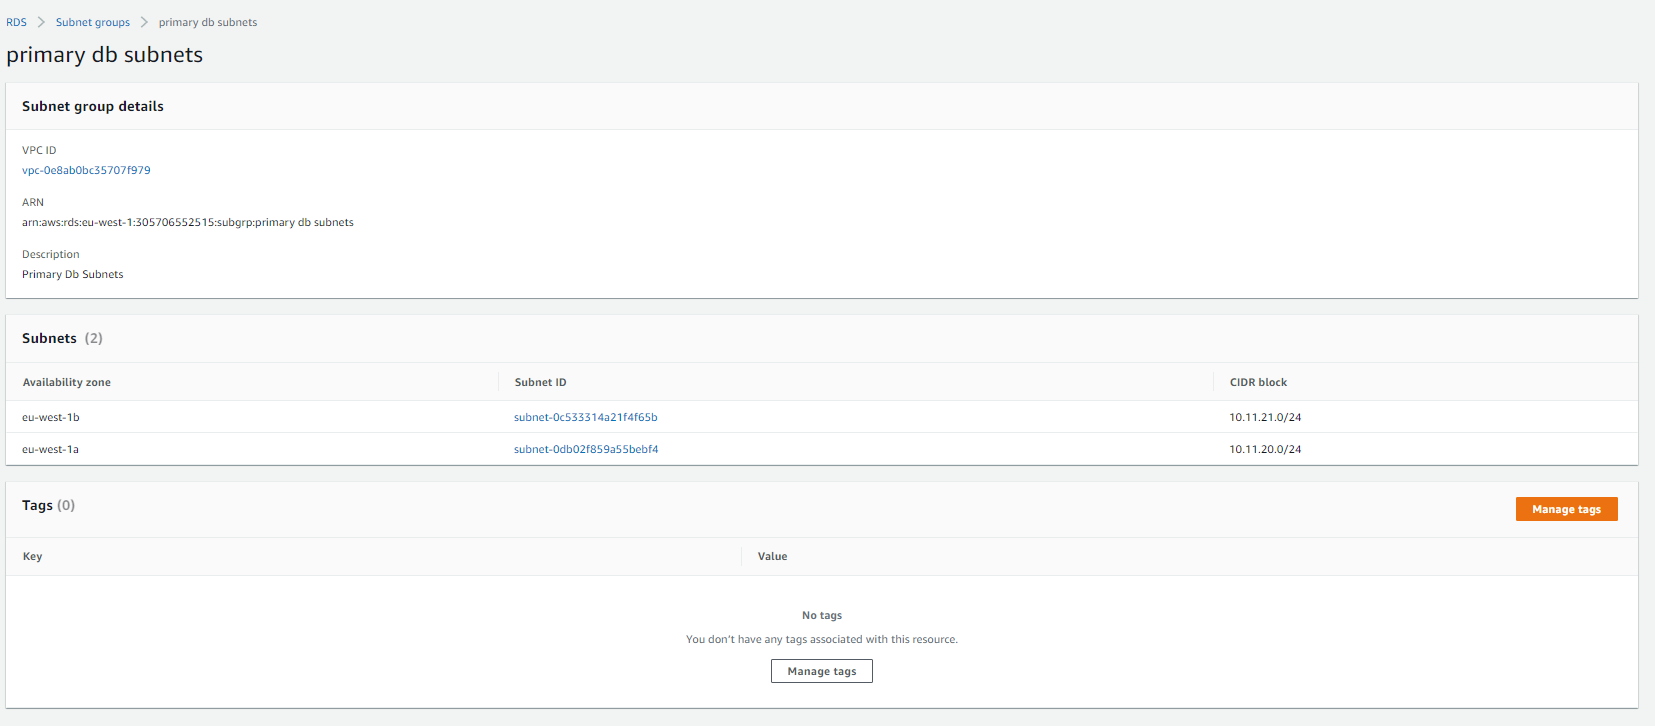 RDS > Subnet groups > primary db subnets
primary db subnets
Subnet group details
VPC ID
vpc-0e8ab0bc35707f979
ARN
arn:aws:rds:eu-west-1:305706552515:subgrp:primary db subnets
Description
Primary Db Subnets
Subnets (2)
Availability zone Subnet ID CIDR block
eu-west-1b subnet-0c533314a21f4f65b 10.11.21.0/24
eu-west-1a subnet-0db02f859a55bebf4 10.11.20.0/24
Tags (0) Manage tags
Key Value
No tags
You don't have any tags associated with this resource.
Manage tags